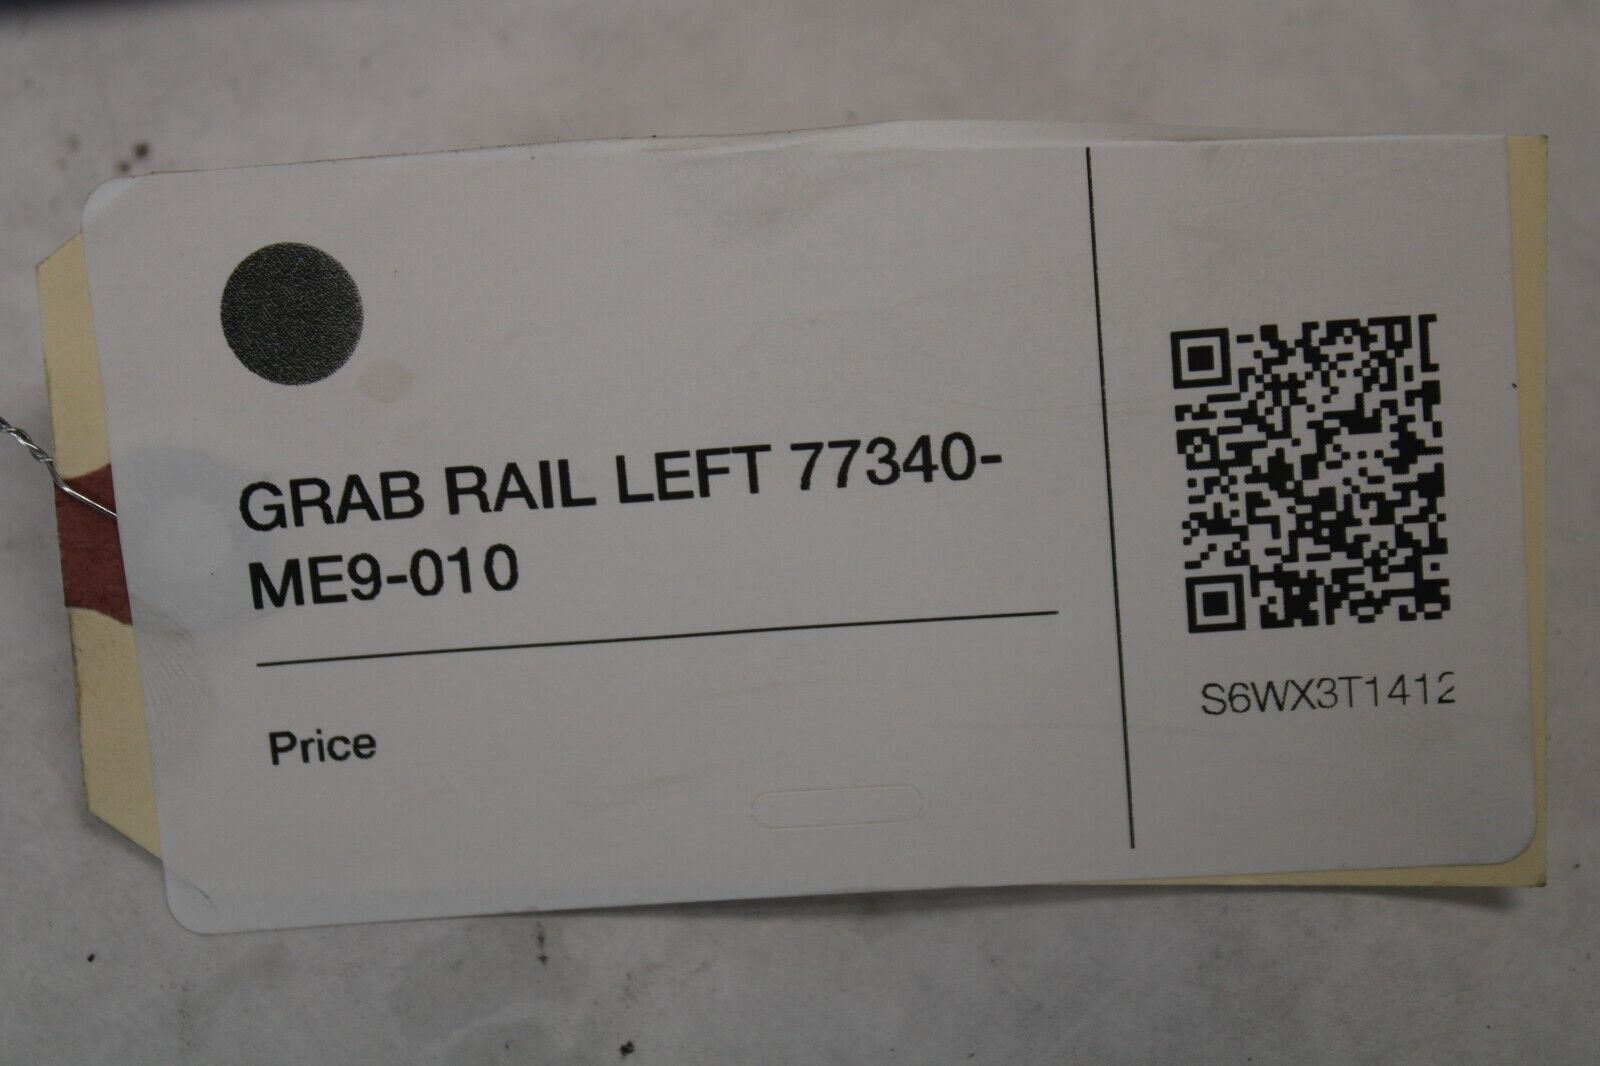 GRAB RAIL LEFT 77340-
ME9-010
Price
S6WX3T1412